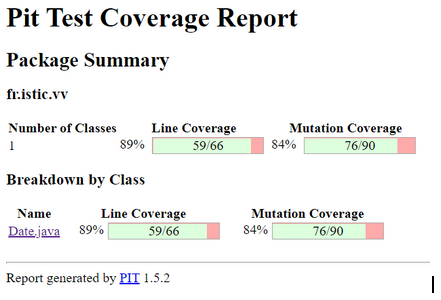 Pit Test Coverage Report
Package Summary
fr.istic.vv
Number of Classes Line Coverage Mutation Coverage
1 89% 59/66 84% 76/90
Breakdown by Class
Name Line Coverage Mutation Coverage
Date.java 89% 59/66 84% 76/90
Report generated by PIT 1.5.2